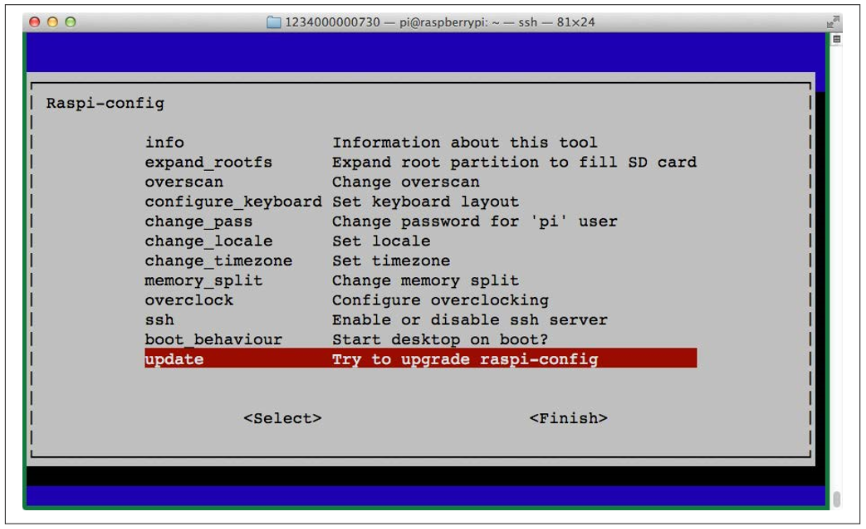 1234000000730 — pi@raspberrypi: ~ — ssh — 81×24
Raspi-config
info Information about this tool
expand_rootfs Expand root partition to fill SD card
overscan Change overscan
configure_keyboard Set keyboard layout
change_pass Change password for 'pi' user
change_locale Set locale
change_timezone Set timezone
memory_split Change memory split
overclock Configure overclocking
ssh Enable or disable ssh server
boot_behaviour Start desktop on boot?
update Try to upgrade raspi-config
<Select> <Finish>